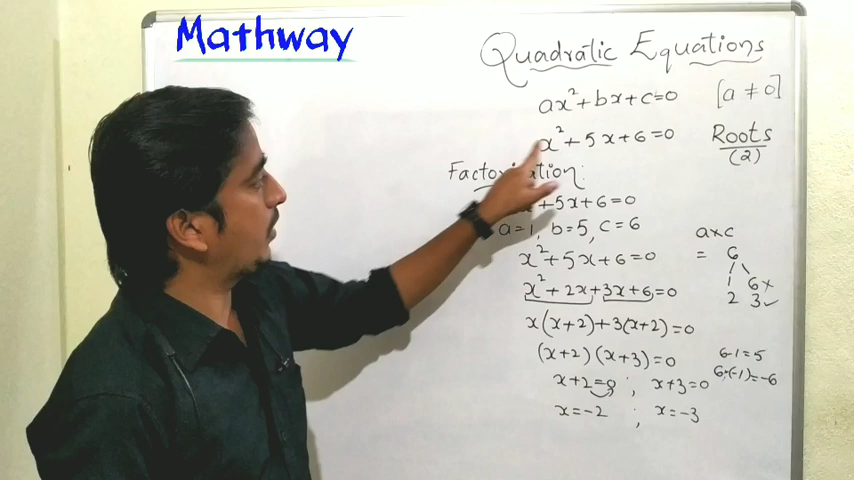 Mathway
Quadratic Equations
ax²+bx+c=0 [a ≠ 0]
x²+5x+6=0 Roots
(2)
+5x+6=0
a=1, b=5, c=6
x²+5x+6=0
axc
= 6
1 6 ×
2 3 ✓
x²+2x+3x+6=0
x(x+2)+3(x+2)=0
(x+2)(x+3)=0
x+2=0 ; x+3=0
x=-2 ; x=-3
6-1=5
6×(-1)=-6